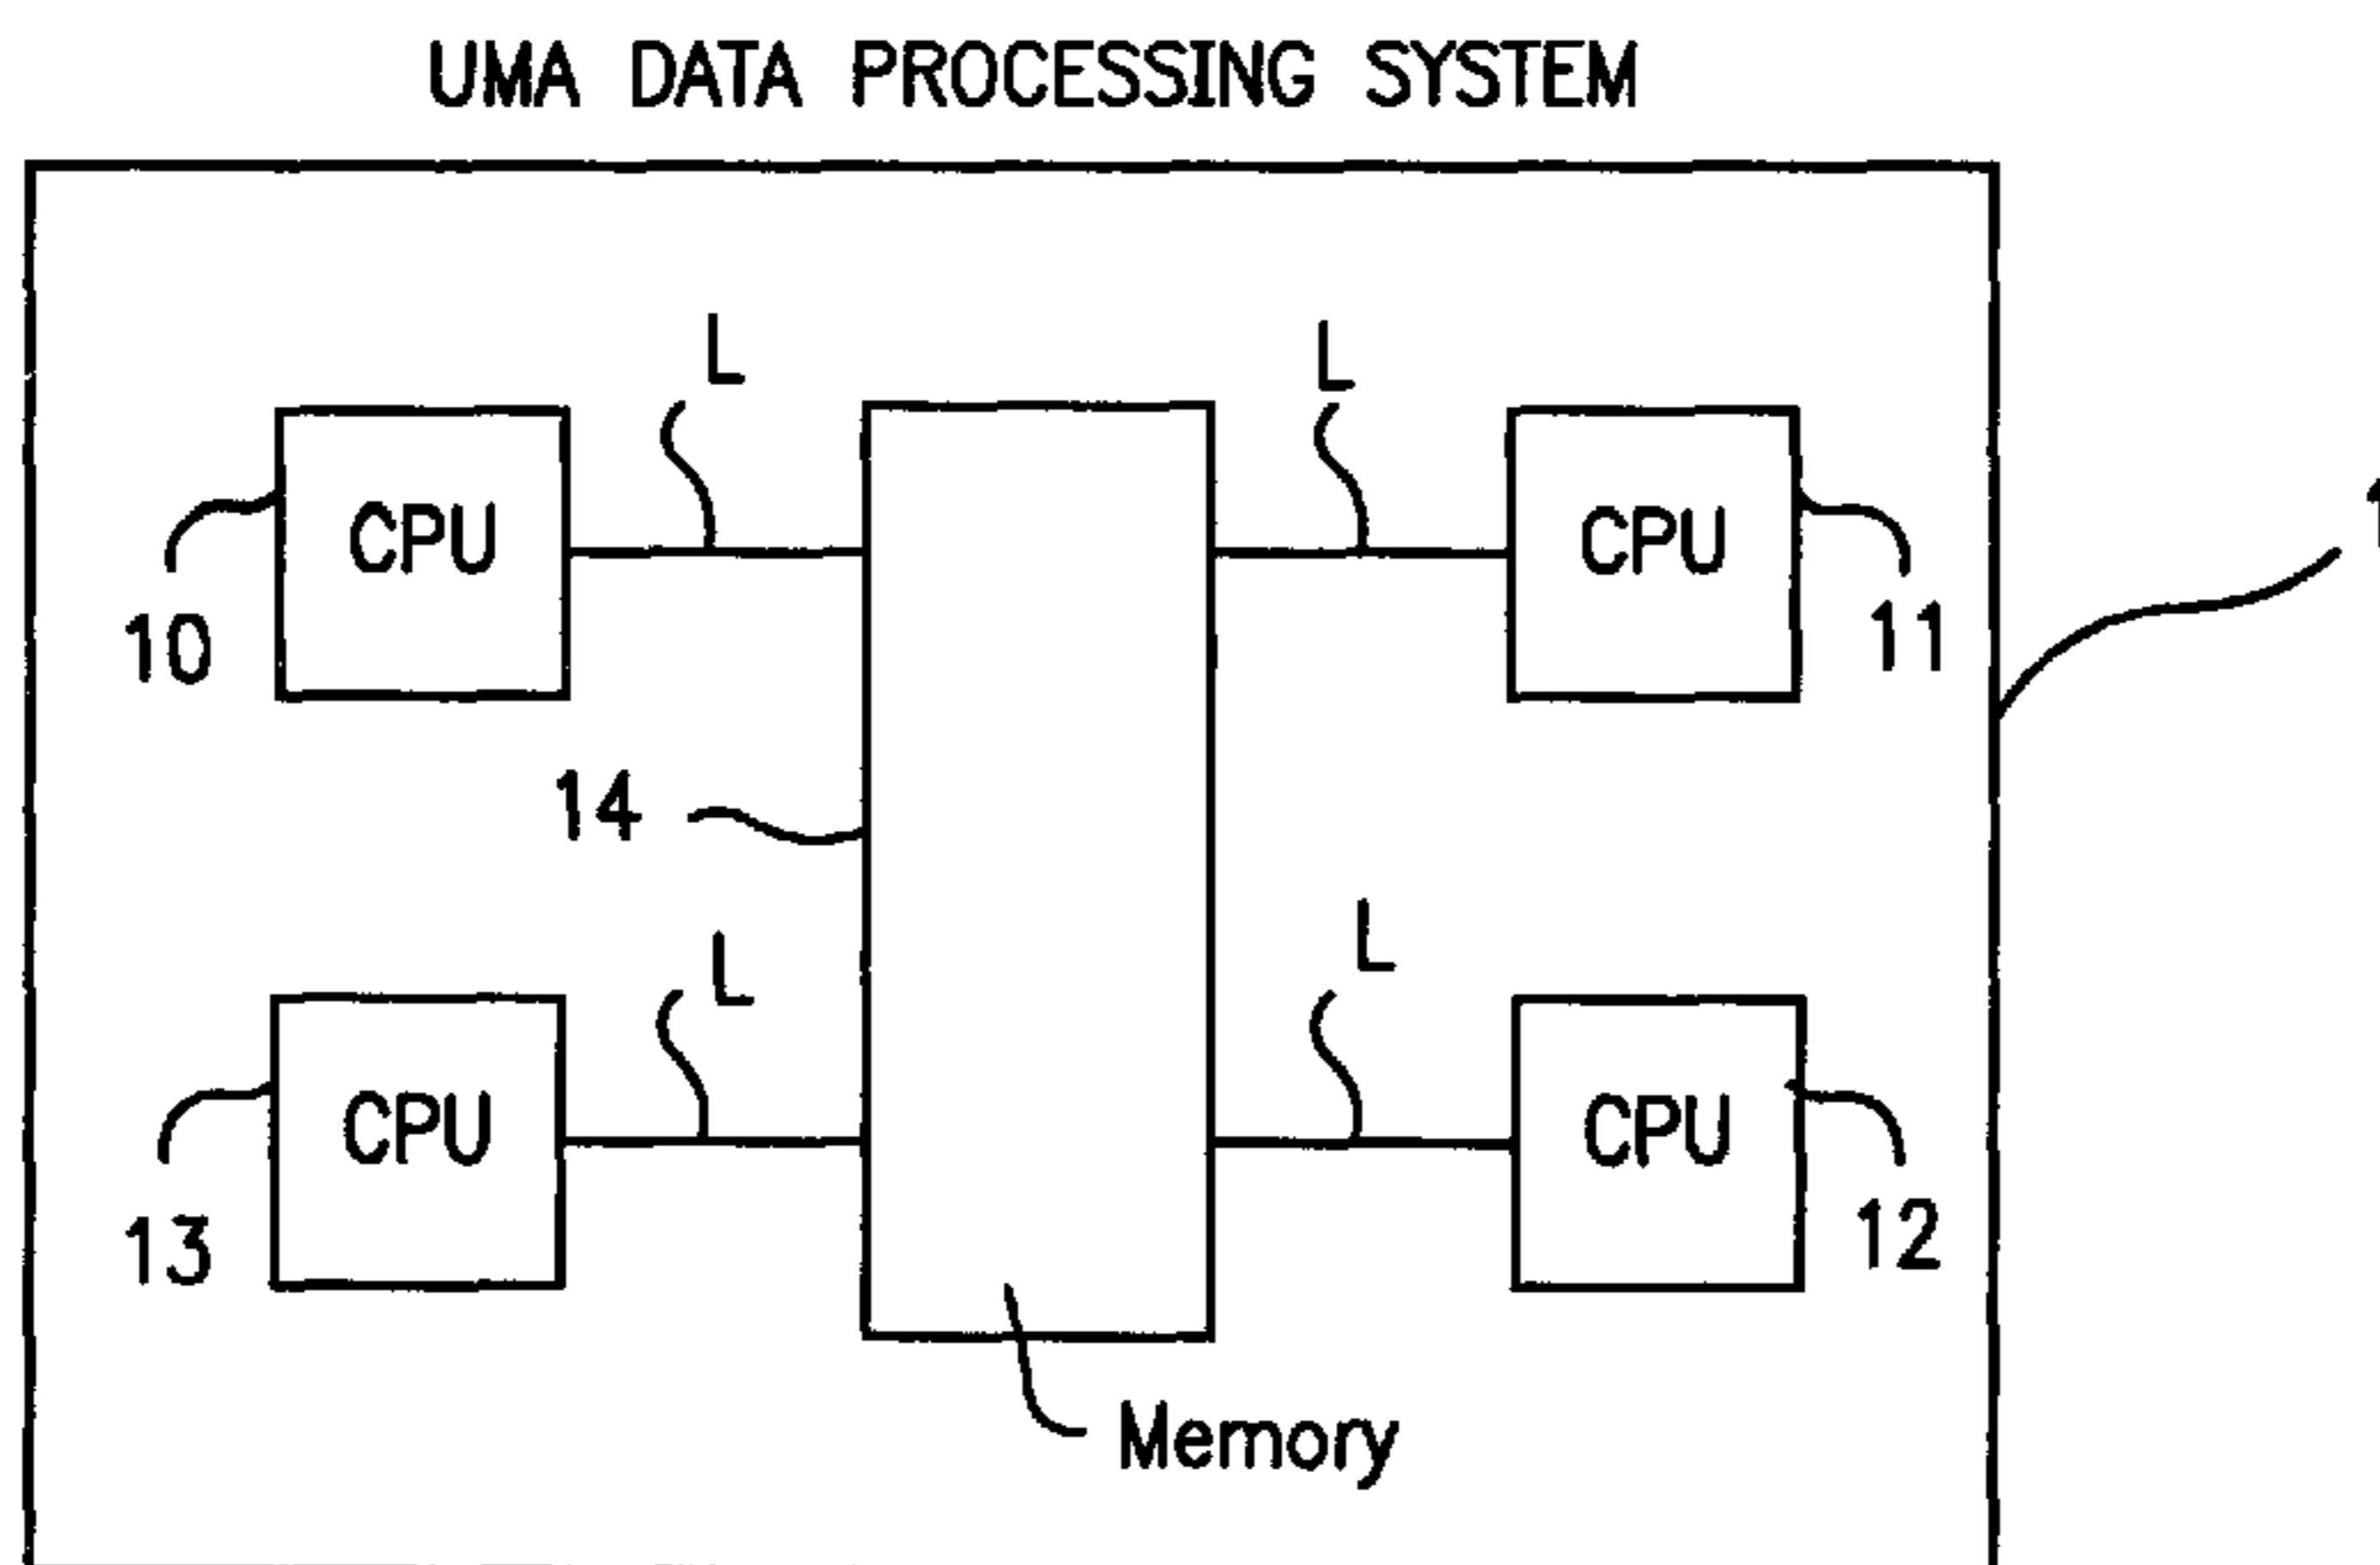 UMA DATA PROCESSING SYSTEM
L
L
CPU
CPU
10
11
14
L
L
CPU
CPU
13
12
Memory